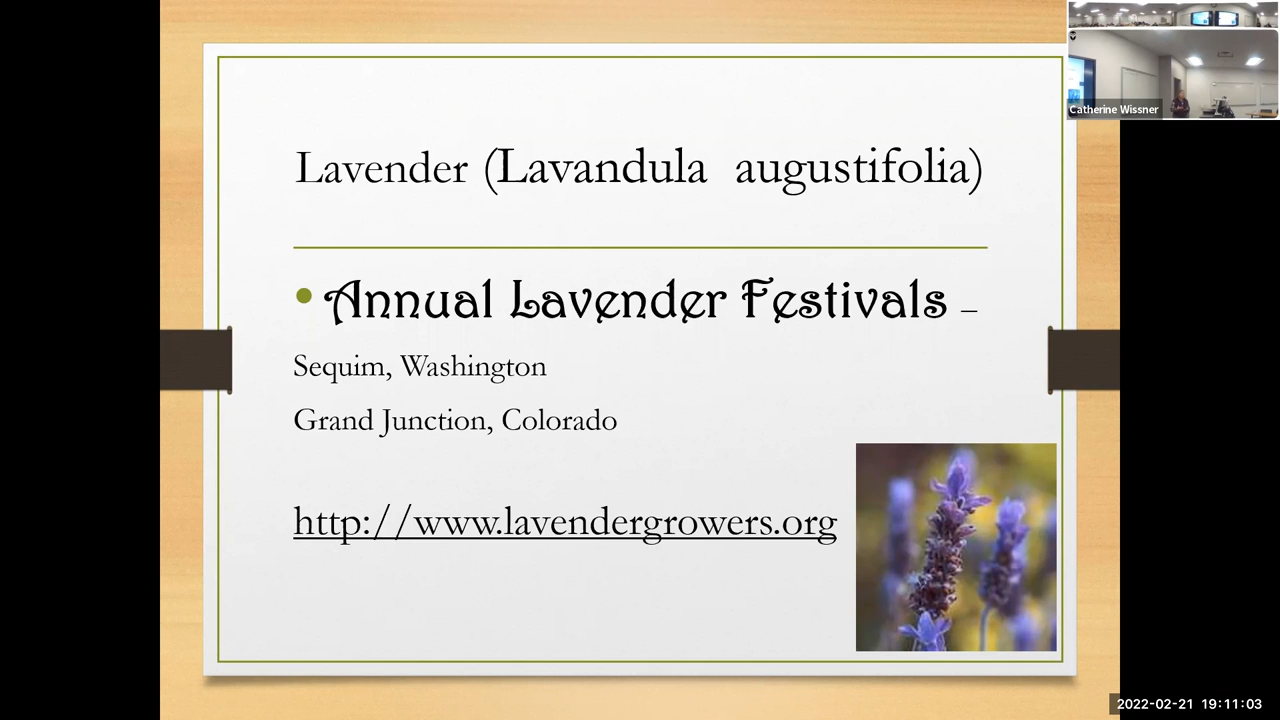 Catherine Wissner
Lavender (Lavandula augustifolia)
• Annual Lavender Festivals –
Sequim, Washington
Grand Junction, Colorado
http://www.lavendergrowers.org
2022-02-21 19:11:03